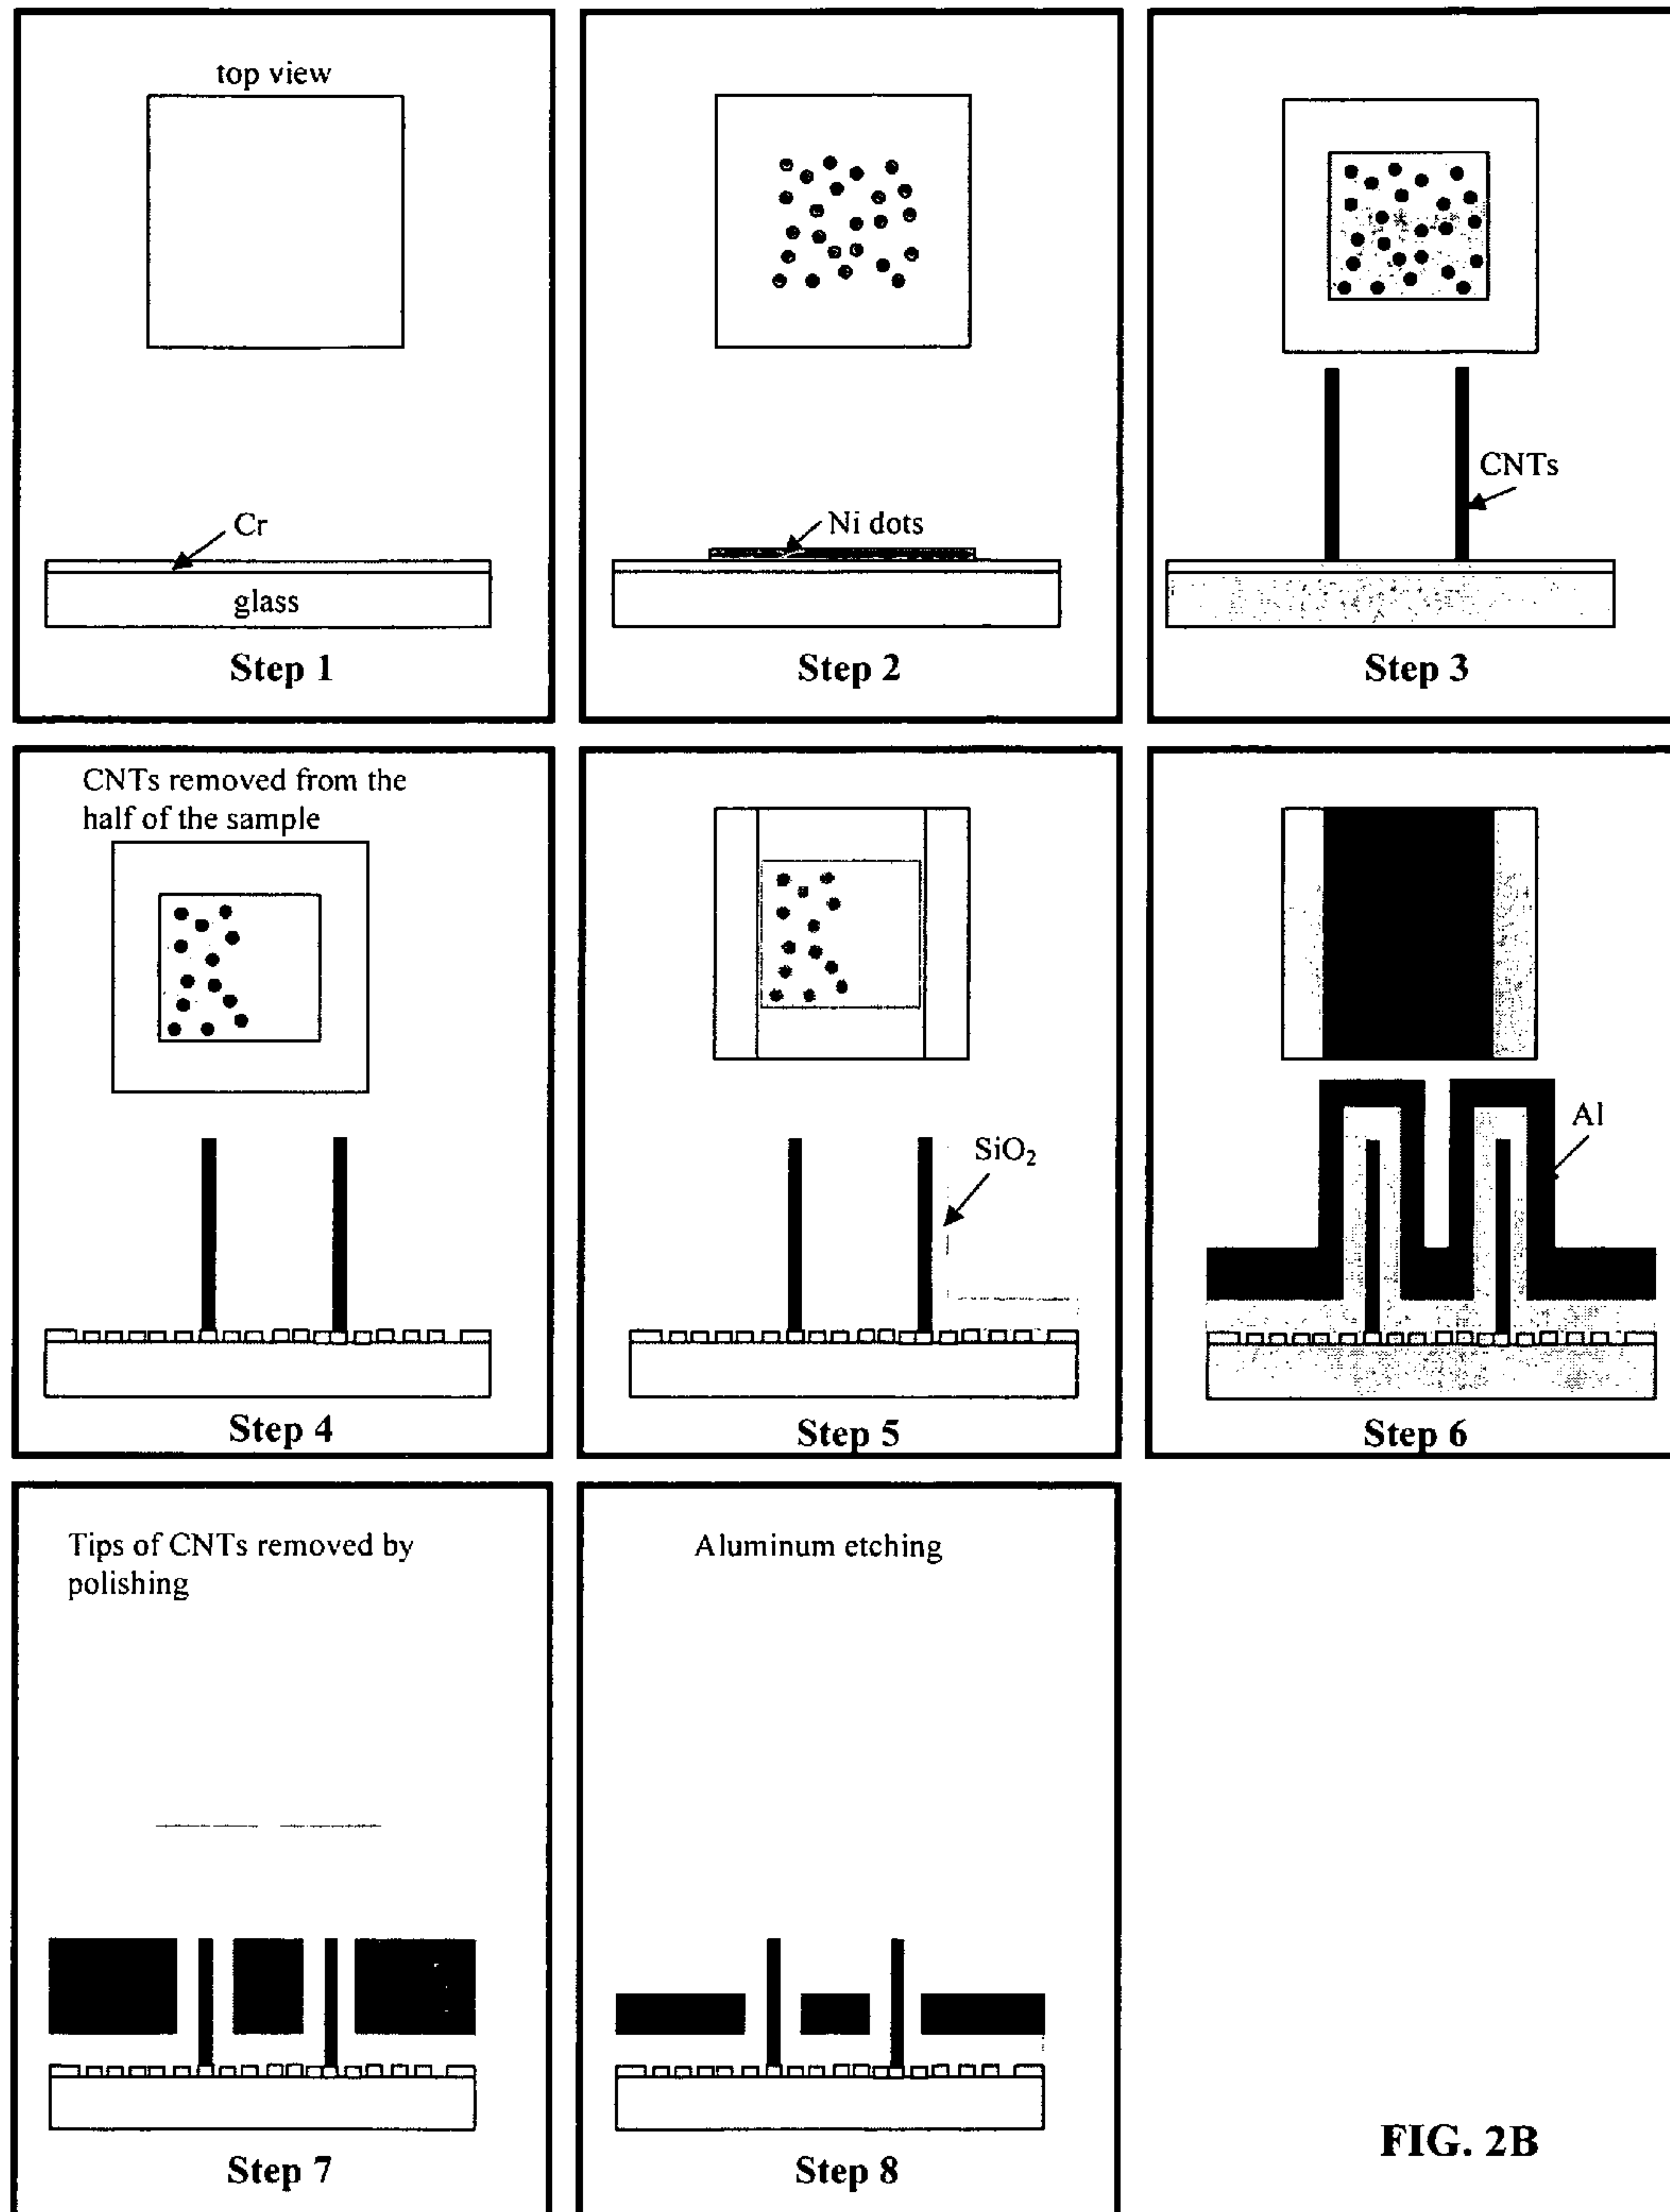 top view
Cr
glass
Step 1
Ni dots
Step 2
CNTs
Step 3
CNTs removed from the
half of the sample
Step 4
SiO₂
Step 5
Al
Step 6
Tips of CNTs removed by
polishing
Step 7
Aluminum etching
Step 8
FIG. 2B